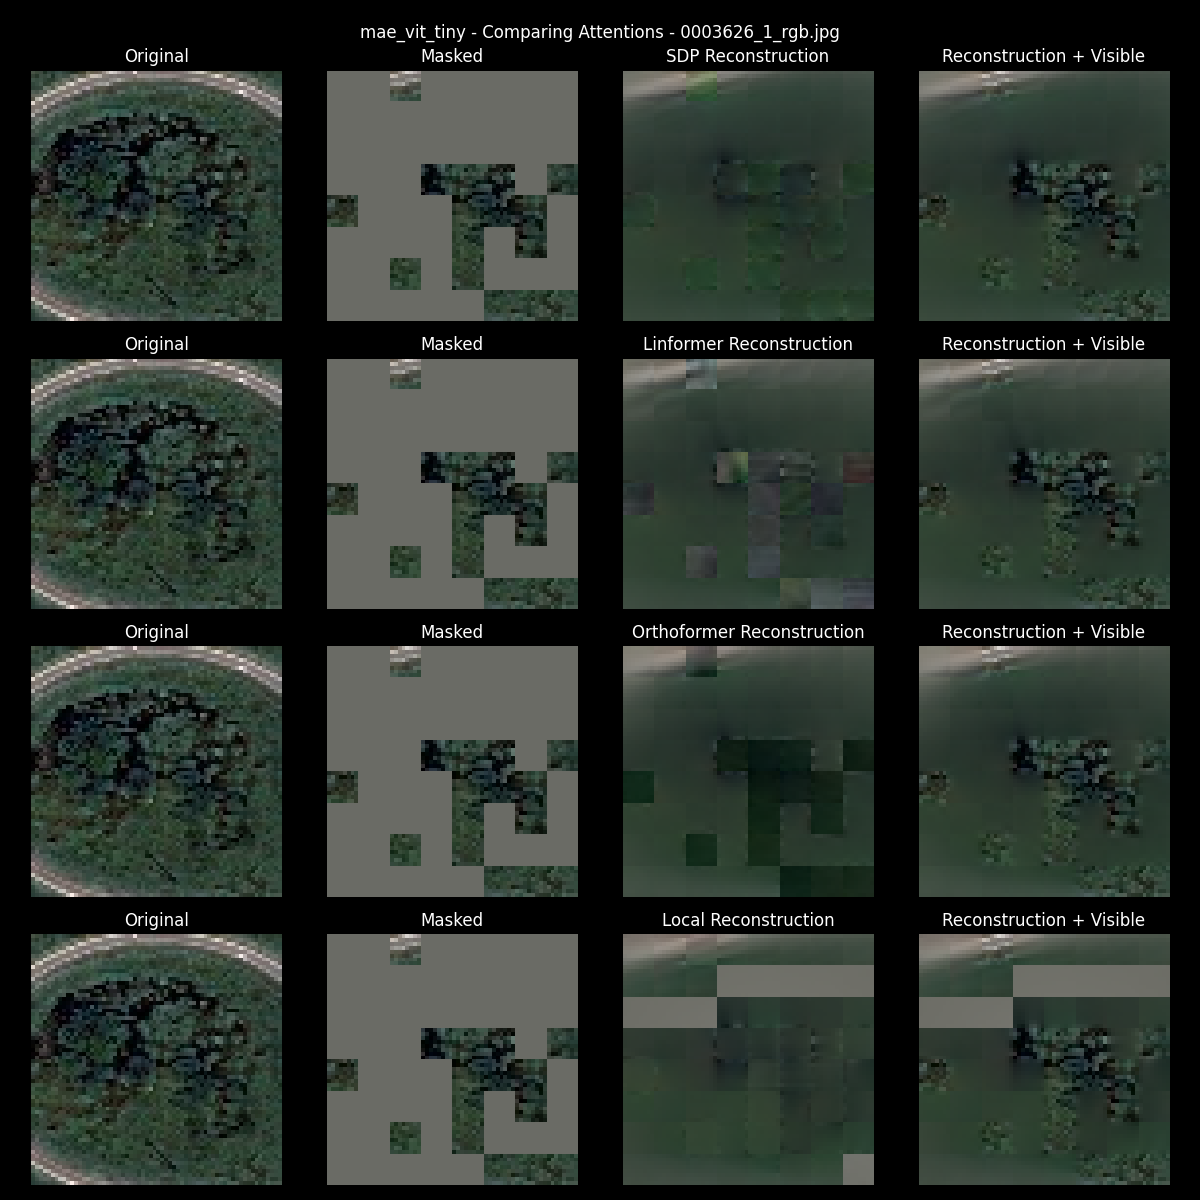 mae_vit_tiny - Comparing Attentions - 0003626_1_rgb.jpg
Original Masked SDP Reconstruction Reconstruction + Visible
Original Masked Linformer Reconstruction Reconstruction + Visible
Original Masked Orthoformer Reconstruction Reconstruction + Visible
Original Masked Local Reconstruction Reconstruction + Visible